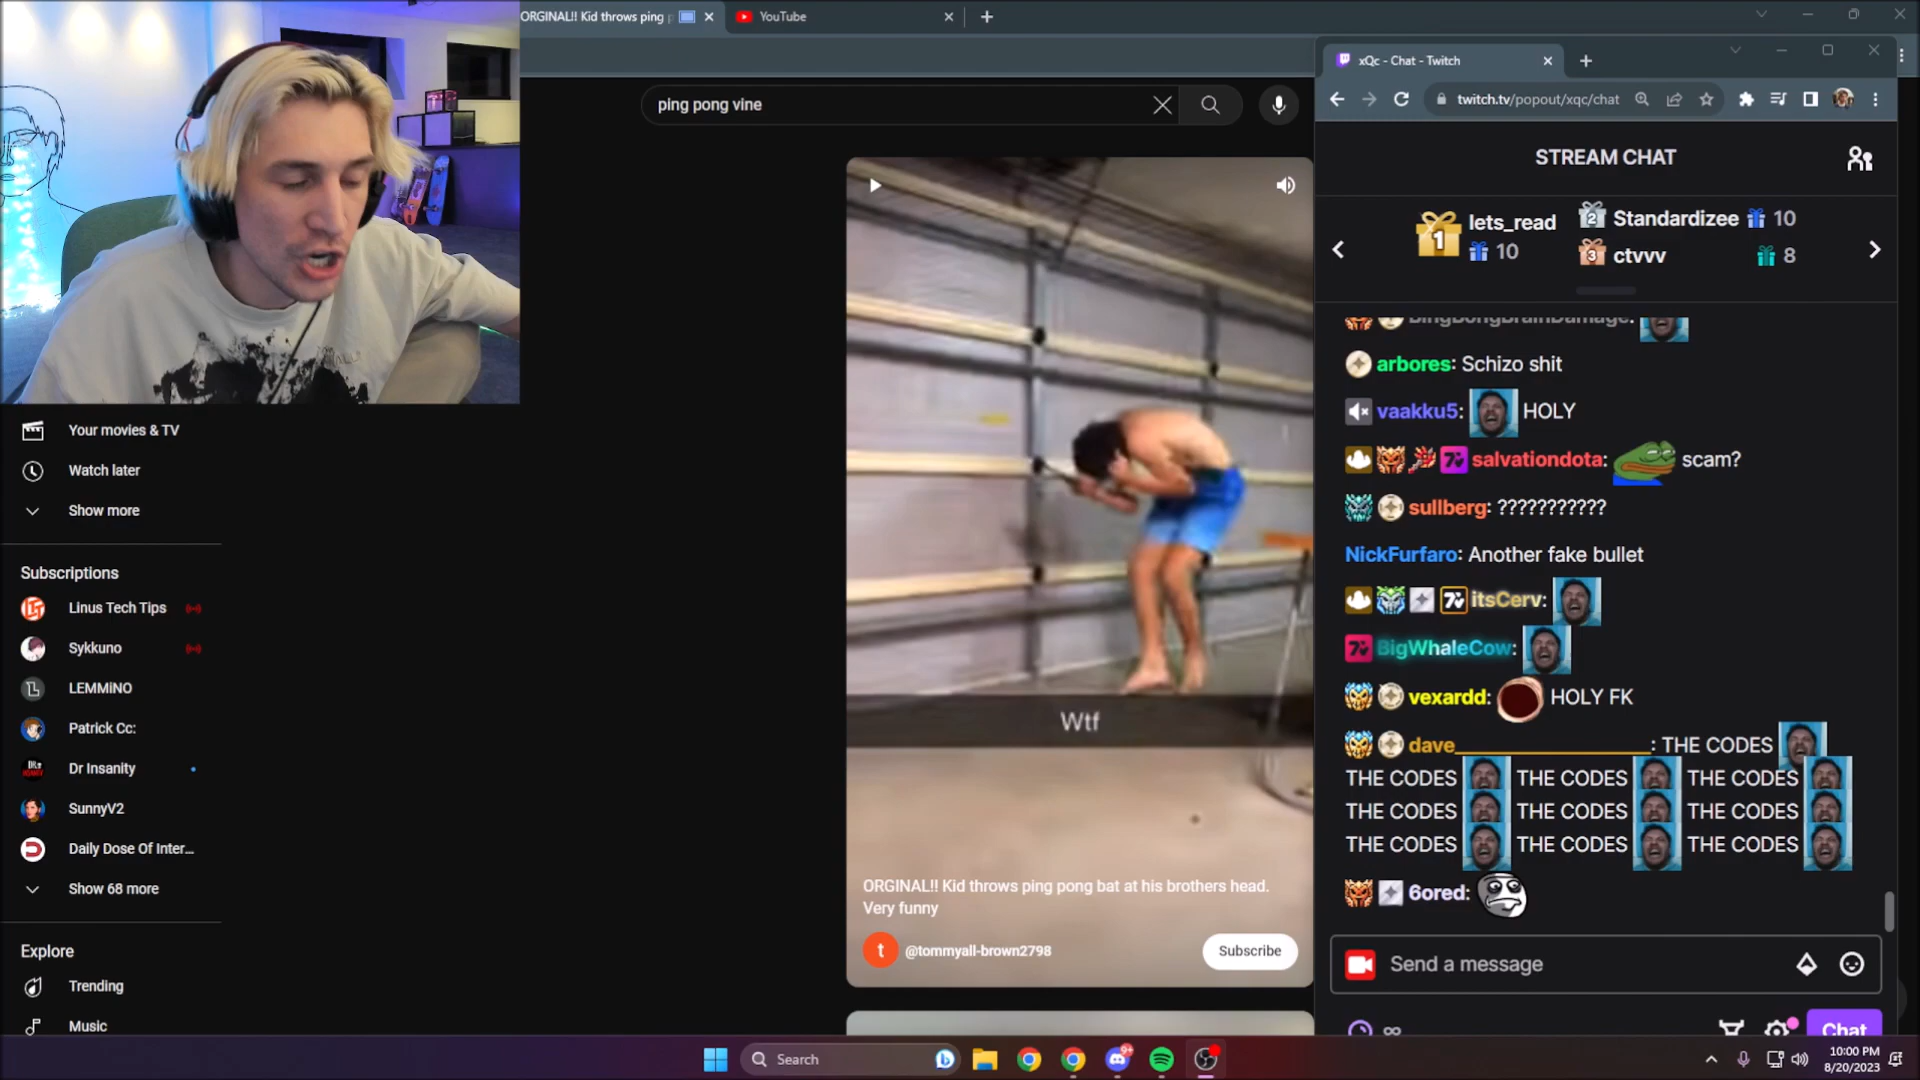 ORGINAL!! Kid throws ping p
YouTube
xQc - Chat - Twitch
twitch.tv/popout/xqc/chat
ping pong vine
STREAM CHAT
1
lets_read
10
2
Standardizee 10
3
ctvvv 8
BingBongBrainDamage:
arbores: Schizo shit
vaakku5: HOLY
salvationdota: scam?
sullberg: ???????????
NickFurfaro: Another fake bullet
itsCerv:
BigWhaleCow:
vexardd: HOLY FK
dave____________________: THE CODES
THE CODES THE CODES THE CODES
THE CODES THE CODES THE CODES
THE CODES THE CODES THE CODES
6ored:
Send a message
Chat
Your movies & TV
Watch later
Show more
Subscriptions
Linus Tech Tips
Sykkuno
LEMMiNO
Patrick Cc:
Dr Insanity
SunnyV2
Daily Dose Of Inter...
Show 68 more
Explore
Trending
Music
Wtf
ORGINAL!! Kid throws ping pong bat at his brothers head.
Very funny
t
@tommyall-brown2798
Subscribe
Search
9+
10:00 PM
8/20/2023